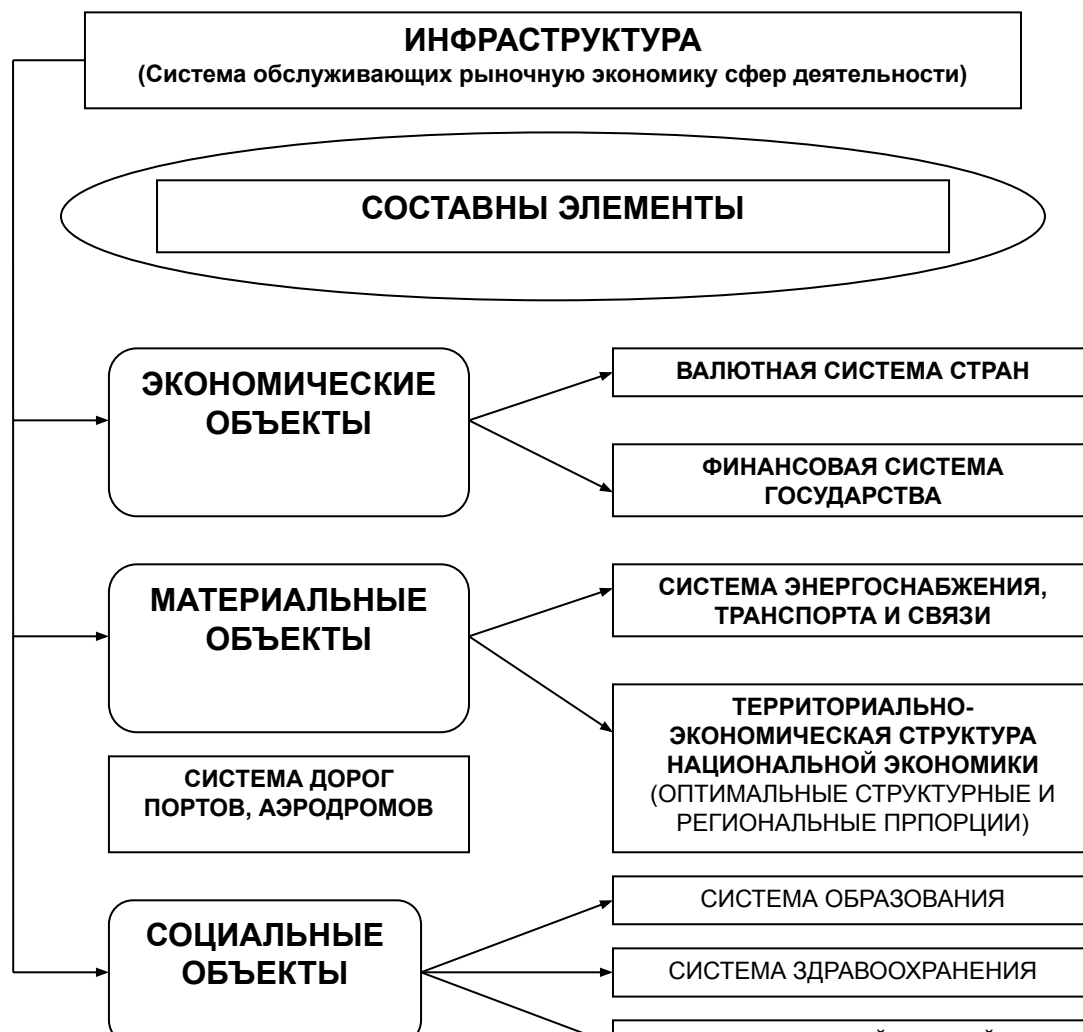 ИНФРАСТРУКТУРА
(Система обслуживающих рыночную экономику сфер деятельности)
СОСТАВНЫ ЭЛЕМЕНТЫ
ЭКОНОМИЧЕСКИЕ
ОБЪЕКТЫ
ВАЛЮТНАЯ СИСТЕМА СТРАН
ФИНАНСОВАЯ СИСТЕМА
ГОСУДАРСТВА
МАТЕРИАЛЬНЫЕ
ОБЪЕКТЫ
СИСТЕМА ЭНЕРГОСНАБЖЕНИЯ,
ТРАНСПОРТА И СВЯЗИ
ТЕРРИТОРИАЛЬНО-
ЭКОНОМИЧЕСКАЯ СТРУКТУРА
НАЦИОНАЛЬНОЙ ЭКОНОМИКИ
(ОПТИМАЛЬНЫЕ СТРУКТУРНЫЕ И
РЕГИОНАЛЬНЫЕ ПРПОРЦИИ)
СИСТЕМА ДОРОГ
ПОРТОВ, АЭРОДРОМОВ
СОЦИАЛЬНЫЕ
ОБЪЕКТЫ
СИСТЕМА ОБРАЗОВАНИЯ
СИСТЕМА ЗДРАВООХРАНЕНИЯ